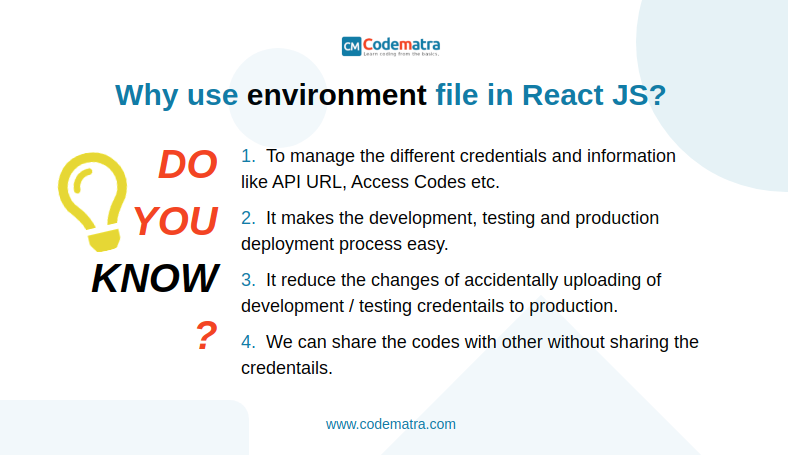 CM Codematra
Learn coding from the basics.
Why use environment file in React JS?
DO
YOU
KNOW
?
1. To manage the different credentials and information
like API URL, Access Codes etc.
2. It makes the development, testing and production
deployment process easy.
3. It reduce the changes of accidentally uploading of
development / testing credentails to production.
4. We can share the codes with other without sharing the
credentails.
www.codematra.com